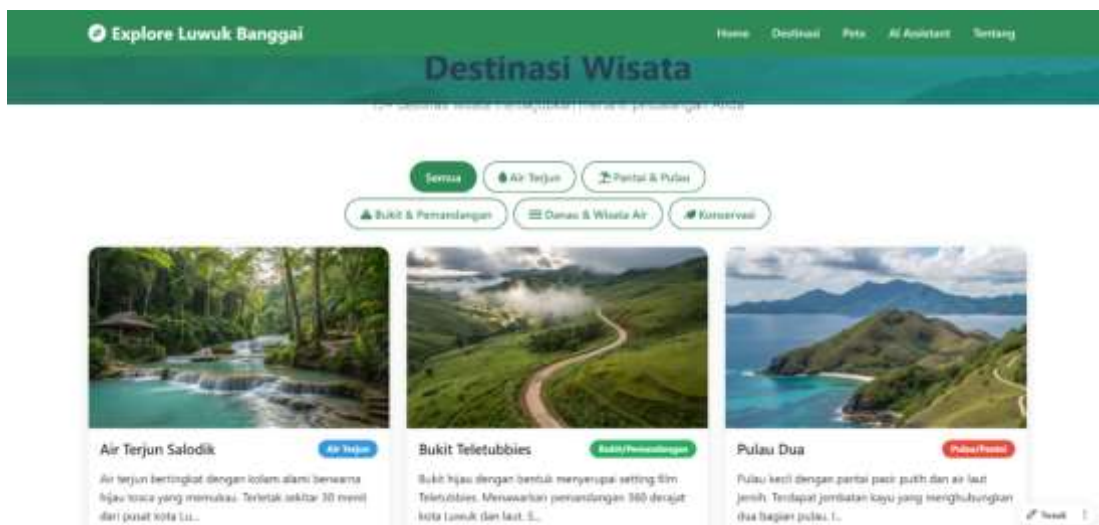 Explore Luwuk Banggai
Home Destinasi Peta AI Assistant Tentang
Destinasi Wisata
Semua Air Terjun Pantai & Pulau
Bukit & Pemandangan Danau & Wisata Air Konservasi
Air Terjun Salodik Air Terjun
Air terjun bertingkat dengan kolam alami berwarna
hijau tosca yang memukau. Terletak sekitar 30 menit
dari pusat kota Lu...
Bukit Teletubbies Bukit/Pemandangan
Bukit hijau dengan bentuk menyerupai setting film
Teletubbies. Menawarkan pemandangan 360 derajat
kota Luwuk dan laut. S...
Pulau Dua Pulau/Pantai
Pulau kecil dengan pantai pasir putih dan air laut
jernih. Terdapat jembatan kayu yang menghubungkan
dua bagian pulau. I...